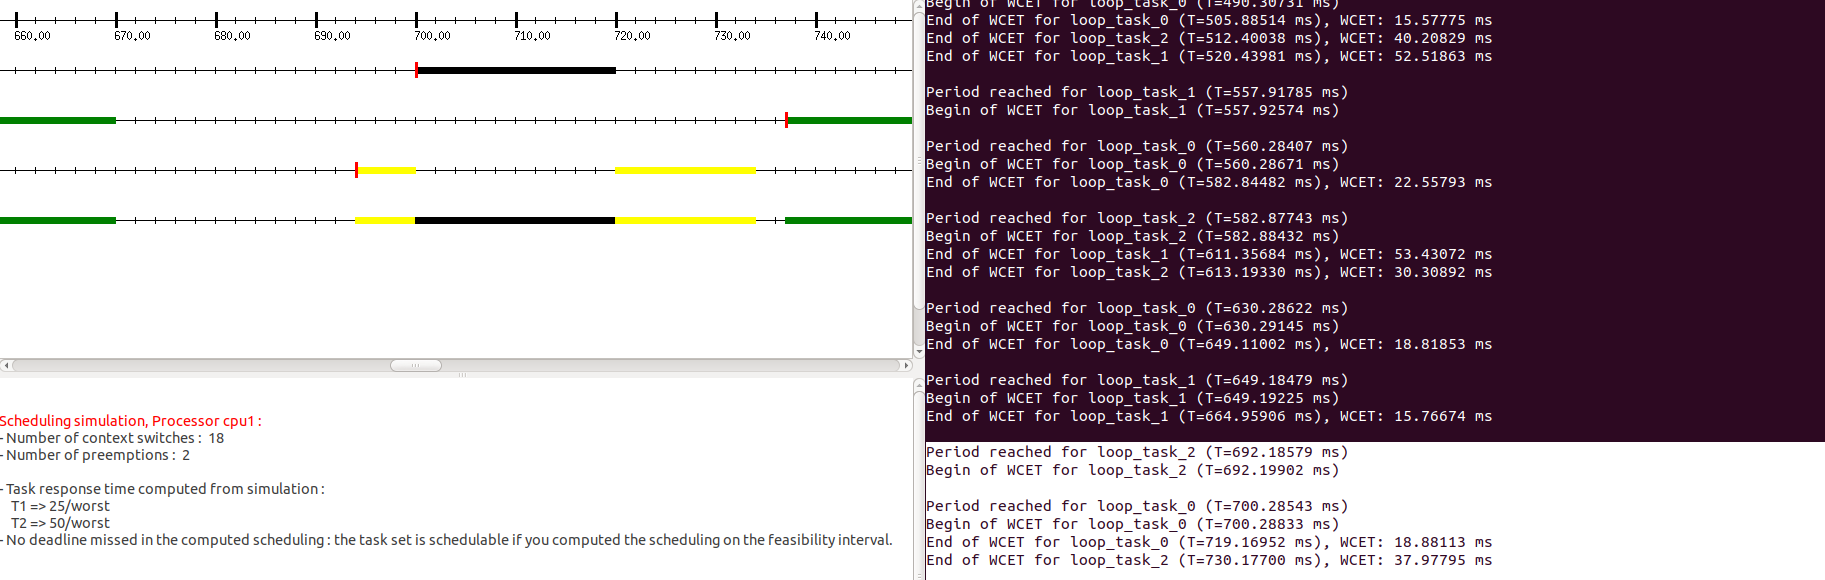 660.00 670.00 680.00 690.00 700.00 710.00 720.00 730.00 740.00
Scheduling simulation, Processor cpu1 :
- Number of context switches : 18
- Number of preemptions : 2
- Task response time computed from simulation :
T1 => 25/worst
T2 => 50/worst
- No deadline missed in the computed scheduling : the task set is schedulable if you computed the scheduling on the feasibility interval.
Begin of WCET for loop_task_0 (T=490.30731 ms)
End of WCET for loop_task_0 (T=505.88514 ms), WCET: 15.57775 ms
End of WCET for loop_task_2 (T=512.40038 ms), WCET: 40.20829 ms
End of WCET for loop_task_1 (T=520.43981 ms), WCET: 52.51863 ms
Period reached for loop_task_1 (T=557.91785 ms)
Begin of WCET for loop_task_1 (T=557.92574 ms)
Period reached for loop_task_0 (T=560.28407 ms)
Begin of WCET for loop_task_0 (T=560.28671 ms)
End of WCET for loop_task_0 (T=582.84482 ms), WCET: 22.55793 ms
Period reached for loop_task_2 (T=582.87743 ms)
Begin of WCET for loop_task_2 (T=582.88432 ms)
End of WCET for loop_task_1 (T=611.35684 ms), WCET: 53.43072 ms
End of WCET for loop_task_2 (T=613.19330 ms), WCET: 30.30892 ms
Period reached for loop_task_0 (T=630.28622 ms)
Begin of WCET for loop_task_0 (T=630.29145 ms)
End of WCET for loop_task_0 (T=649.11002 ms), WCET: 18.81853 ms
Period reached for loop_task_1 (T=649.18479 ms)
Begin of WCET for loop_task_1 (T=649.19225 ms)
End of WCET for loop_task_1 (T=664.95906 ms), WCET: 15.76674 ms
Period reached for loop_task_2 (T=692.18579 ms)
Begin of WCET for loop_task_2 (T=692.19902 ms)
Period reached for loop_task_0 (T=700.28543 ms)
Begin of WCET for loop_task_0 (T=700.28833 ms)
End of WCET for loop_task_0 (T=719.16952 ms), WCET: 18.88113 ms
End of WCET for loop_task_2 (T=730.17700 ms), WCET: 37.97795 ms